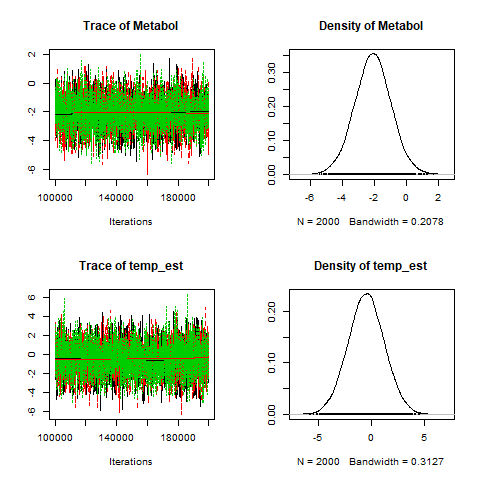 Trace of Metabol
2
0
-2
-4
-6
100000 140000 180000
Iterations
Density of Metabol
0.30
0.20
0.10
0.00
-6 -4 -2 0 2
N = 2000 Bandwidth = 0.2078
Trace of temp_est
6
4
2
0
-2
-4
-6
100000 140000 180000
Iterations
Density of temp_est
0.20
0.10
0.00
-5 0 5
N = 2000 Bandwidth = 0.3127